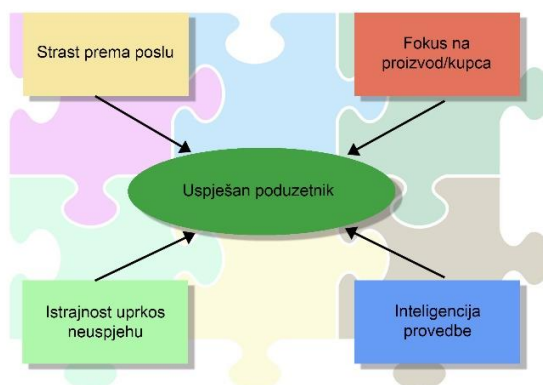 Strast prema poslu
Fokus na
proizvod/kupca
Uspješan poduzetnik
Istrajnost uprkos
neuspjehu
Inteligencija
provedbe